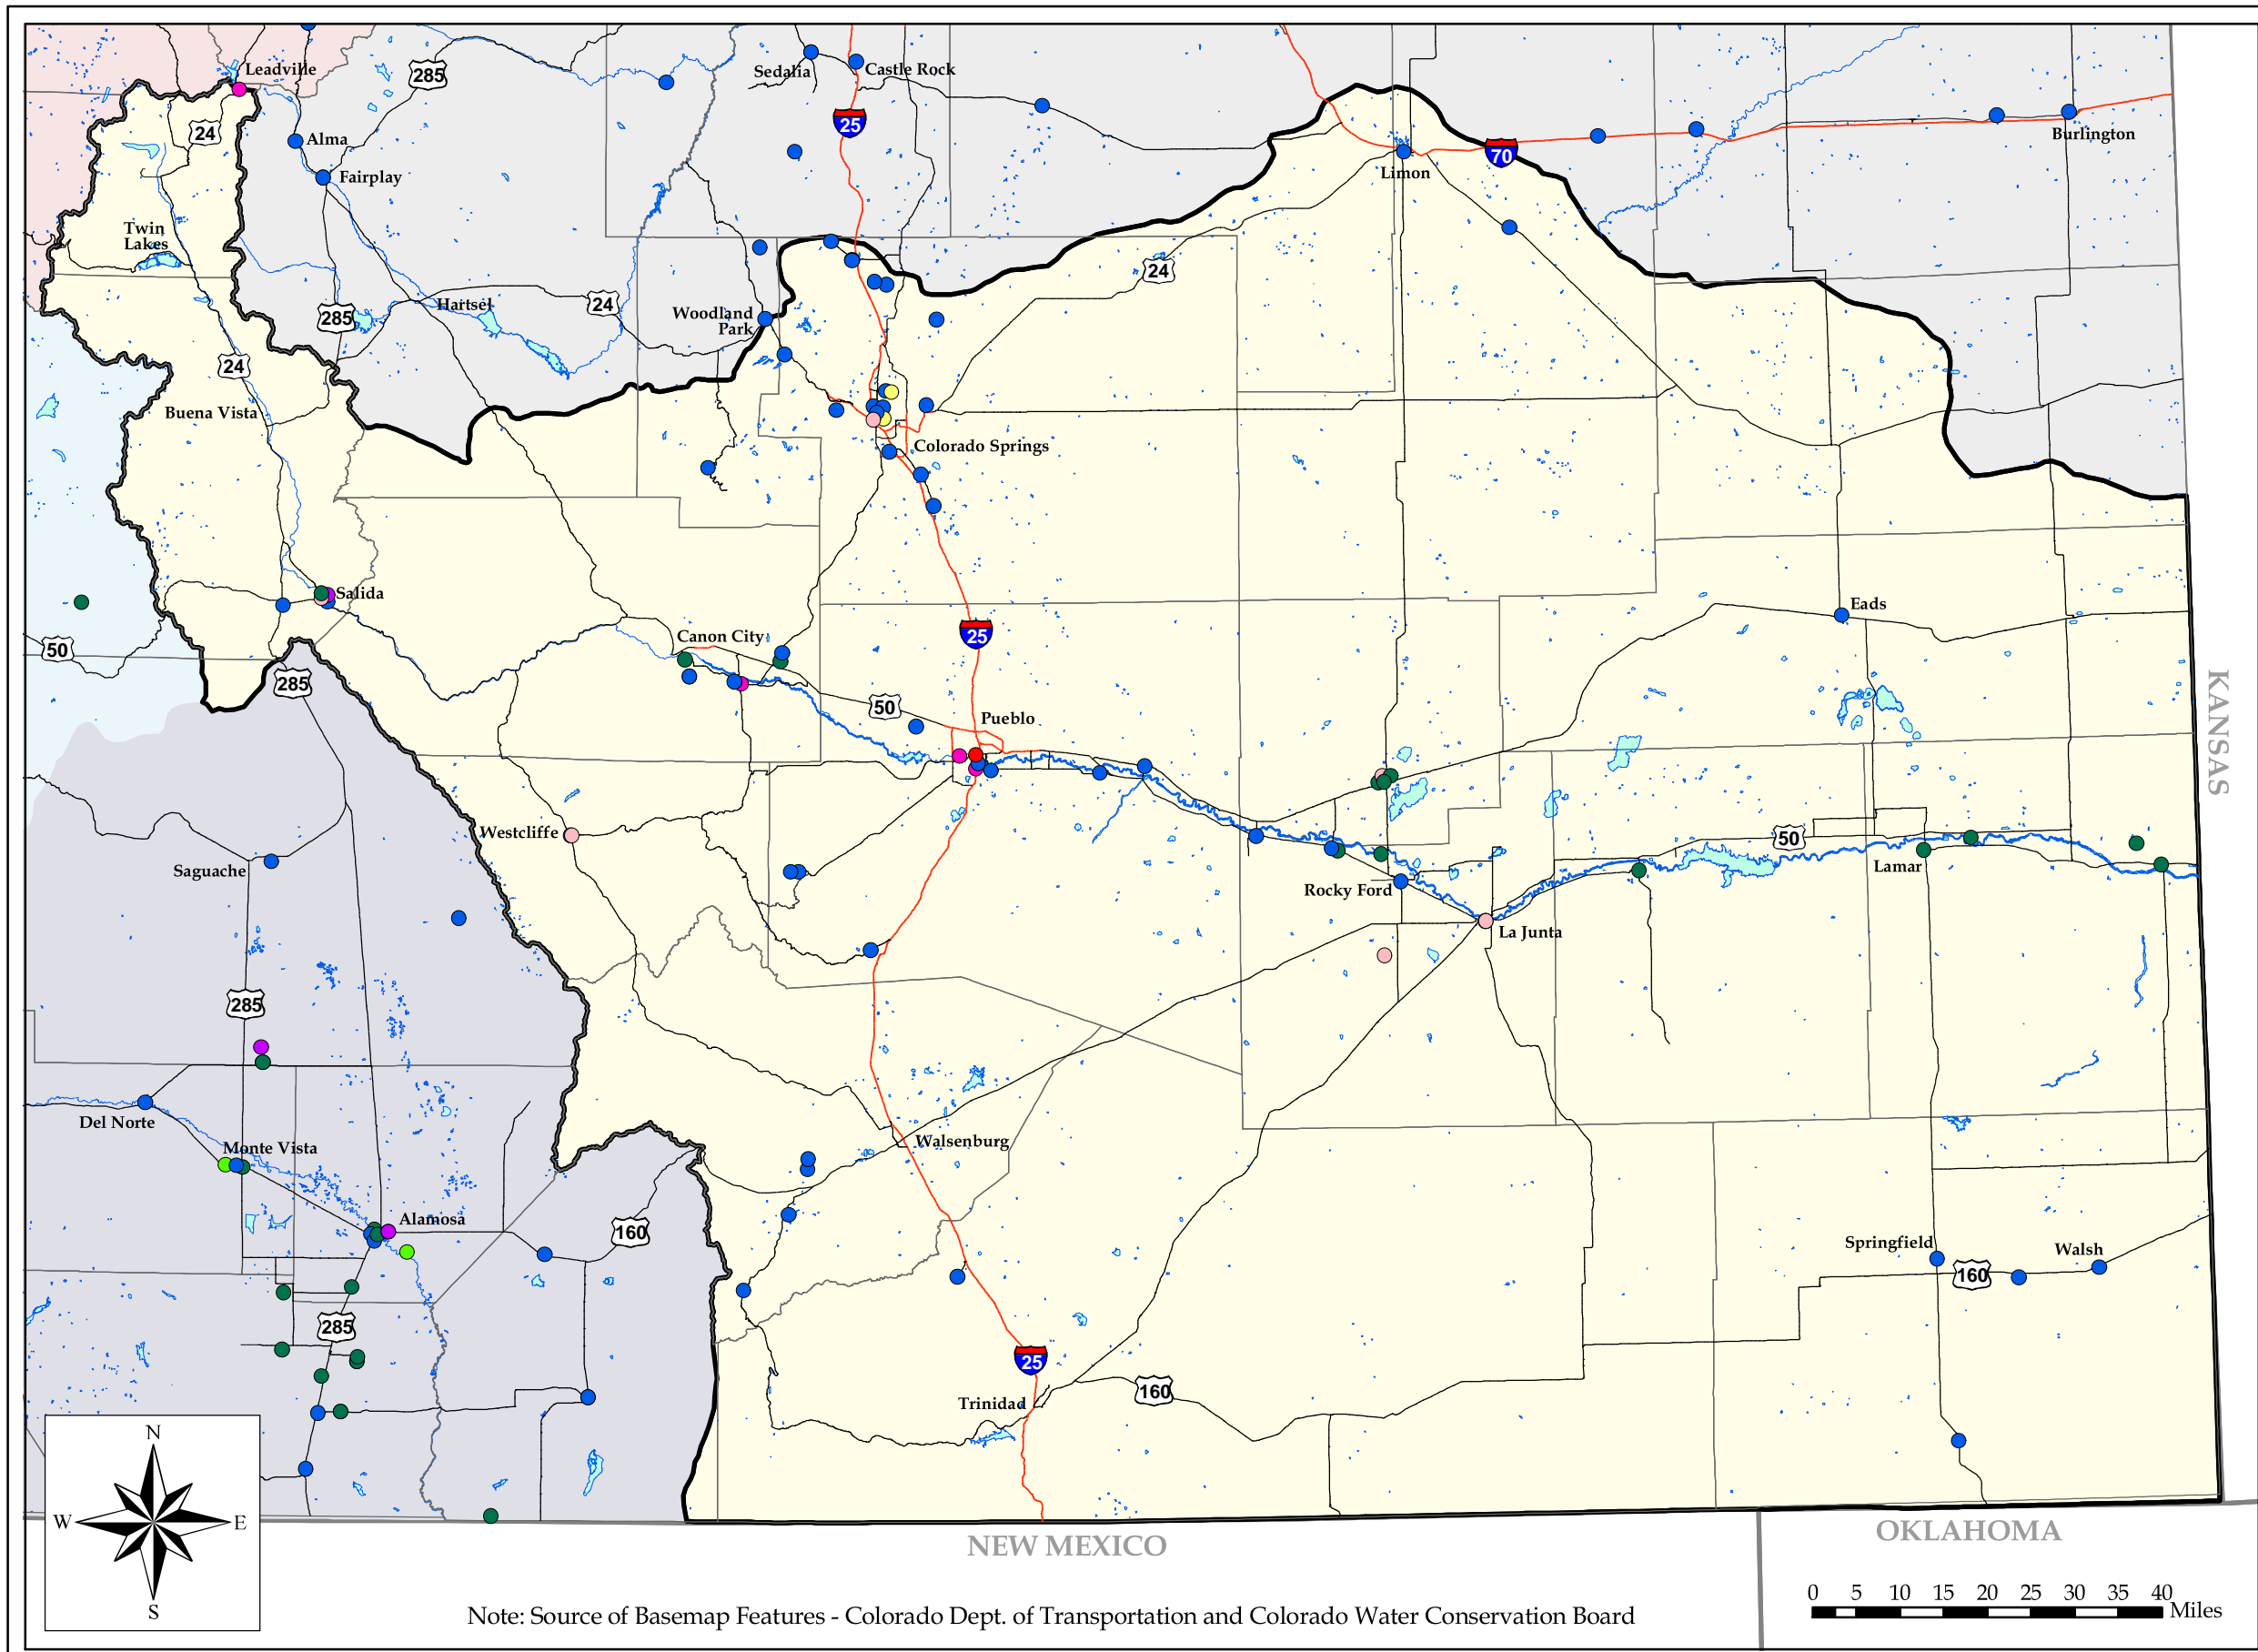 Leadville
285
Sedalia
Castle Rock
25
24
Alma
Fairplay
Burlington
70
Limon
Twin
Lakes
24
Hartsel
24
285
Woodland
Park
24
Buena Vista
Colorado Springs
Salida
Eads
50
Canon City
25
285
KANSAS
50
Pueblo
Westcliffe
50
Saguache
Lamar
Rocky Ford
La Junta
285
Del Norte
Monte Vista
Walsenburg
Alamosa
160
Springfield
Walsh
160
285
25
160
Trinidad
N
W
E
S
NEW MEXICO
OKLAHOMA
0 5 10 15 20 25 30 35 40
Miles
Note: Source of Basemap Features - Colorado Dept. of Transportation and Colorado Water Conservation Board